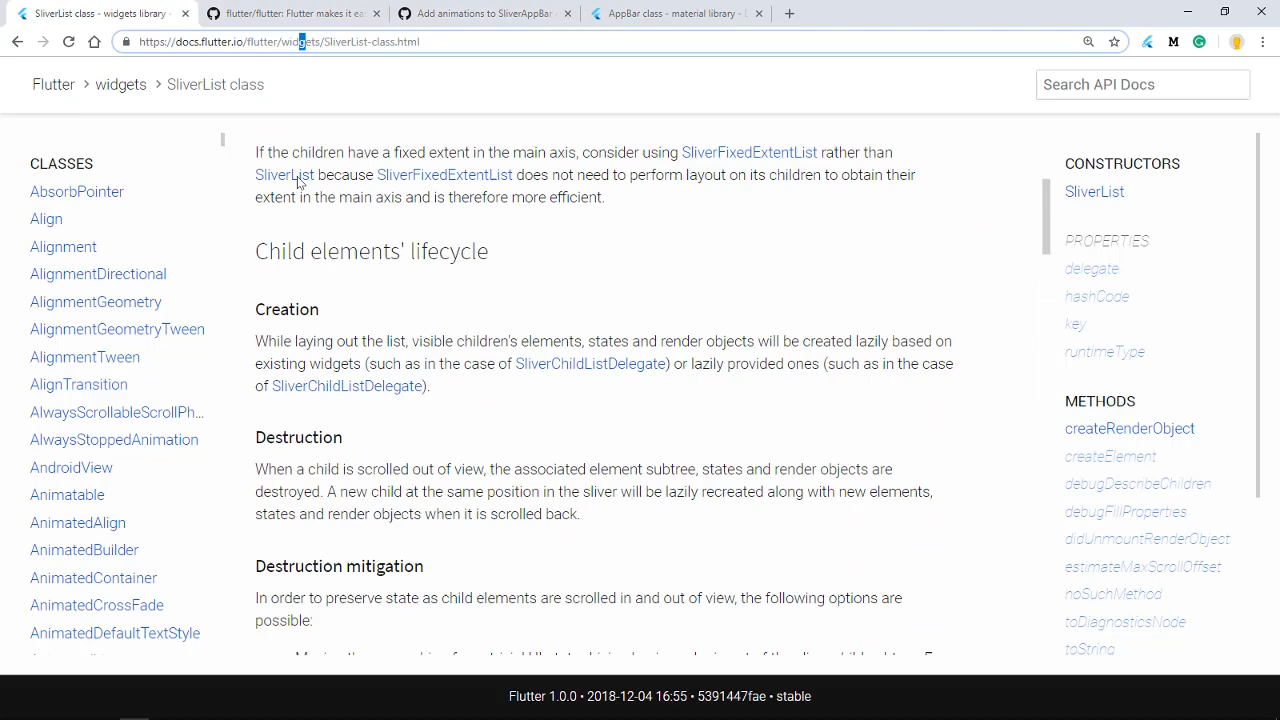 SliverList class - widgets library -
flutter/flutter: Flutter makes it ea
Add animations to SliverAppBar
AppBar class - material library -
https://docs.flutter.io/flutter/widgets/SliverList-class.html
M
Flutter > widgets > SliverList class
Search API Docs
CLASSES
AbsorbPointer
Align
Alignment
AlignmentDirectional
AlignmentGeometry
AlignmentGeometryTween
AlignmentTween
AlignTransition
AlwaysScrollableScrollPh...
AlwaysStoppedAnimation
AndroidView
Animatable
AnimatedAlign
AnimatedBuilder
AnimatedContainer
AnimatedCrossFade
AnimatedDefaultTextStyle
If the children have a fixed extent in the main axis, consider using SliverFixedExtentList rather than
SliverList because SliverFixedExtentList does not need to perform layout on its children to obtain their
extent in the main axis and is therefore more efficient.
Child elements' lifecycle
Creation
While laying out the list, visible children's elements, states and render objects will be created lazily based on
existing widgets (such as in the case of SliverChildListDelegate) or lazily provided ones (such as in the case
of SliverChildListDelegate).
Destruction
When a child is scrolled out of view, the associated element subtree, states and render objects are
destroyed. A new child at the same position in the sliver will be lazily recreated along with new elements,
states and render objects when it is scrolled back.
Destruction mitigation
In order to preserve state as child elements are scrolled in and out of view, the following options are
possible:
CONSTRUCTORS
SliverList
PROPERTIES
delegate
hashCode
key
runtimeType
METHODS
createRenderObject
createElement
debugDescribeChildren
debugFillProperties
didUnmountRenderObject
estimateMaxScrollOffset
noSuchMethod
toDiagnosticsNode
toString
Flutter 1.0.0 • 2018-12-04 16:55 • 5391447fae • stable